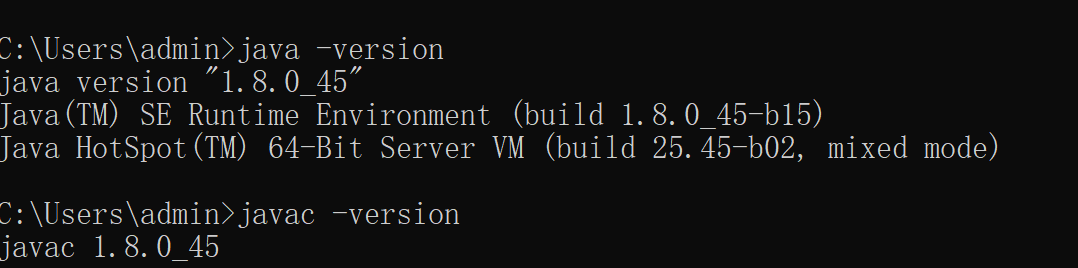 C:\Users\admin>java -version
java version "1.8.0_45"
Java(TM) SE Runtime Environment (build 1.8.0_45-b15)
Java HotSpot(TM) 64-Bit Server VM (build 25.45-b02, mixed mode)
C:\Users\admin>javac -version
javac 1.8.0_45